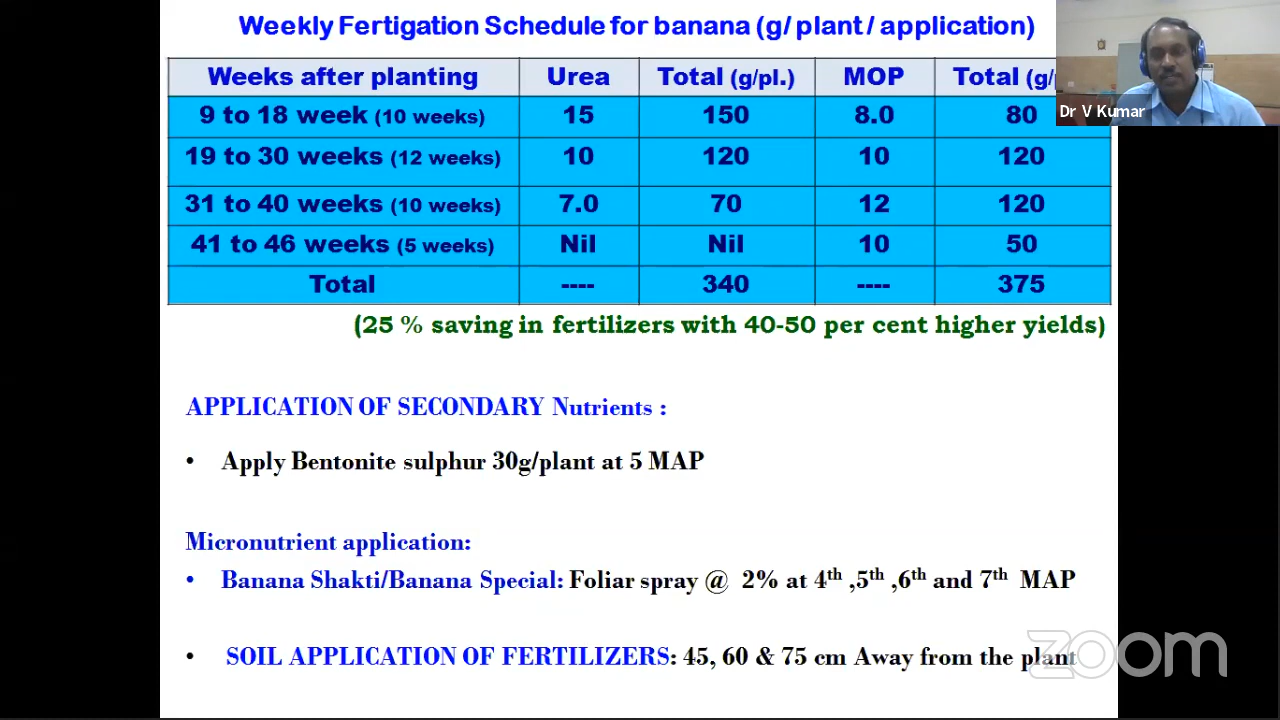 Weekly Fertigation Schedule for banana (g/ plant / application)
Weeks after planting Urea Total (g/pl.) MOP Total
9 to 18 week (10 weeks) 15 150 8.0 80
19 to 30 weeks (12 weeks) 10 120 10 120
31 to 40 weeks (10 weeks) 7.0 70 12 120
41 to 46 weeks (5 weeks) Nil Nil 10 50
Total ---- 340 ---- 375
(25 % saving in fertilizers with 40-50 per cent higher yields)
APPLICATION OF SECONDARY Nutrients :
• Apply Bentonite sulphur 30g/plant at 5 MAP
Micronutrient application:
• Banana Shakti/Banana Special: Foliar spray @ 2% at 4th ,5th ,6th and 7th MAP
• SOIL APPLICATION OF FERTILIZERS: 45, 60 & 75 cm Away from the plant
Dr V Kumar
zoom